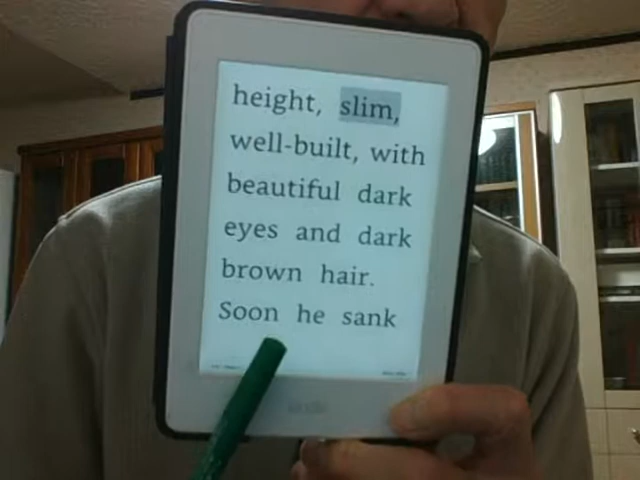 height, slim,
well-built, with
beautiful dark
eyes and dark
brown hair.
Soon he sank